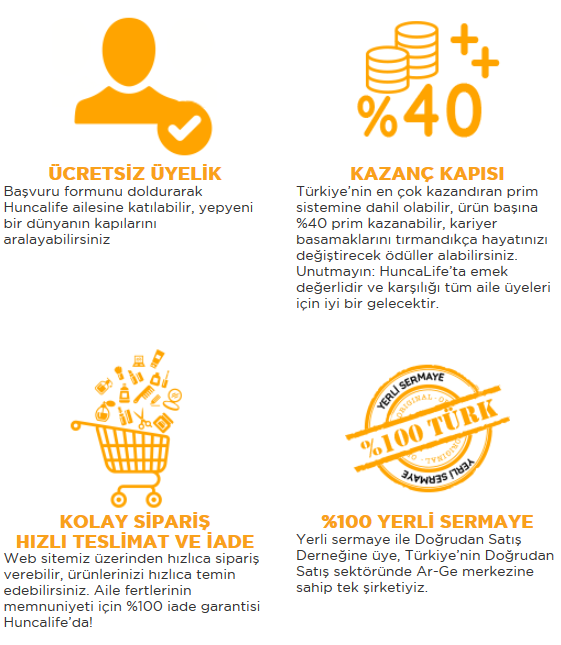 %40
ÜCRETSİZ ÜYELİK
Başvuru formunu doldurarak
Huncalife ailesine katılabilir, yepyeni
bir dünyanın kapılarını
aralayabilirsiniz
KAZANÇ KAPISI
Türkiye'nin en çok kazandıran prim
sistemine dahil olabilir, ürün başına
%40 prim kazanabilir, kariyer
basamaklarını tırmandıkça hayatınızı
değiştirecek ödüller alabilirsiniz.
Unutmayın: HuncaLife'ta emek
değerlidir ve karşılığı tüm aile üyeleri
için iyi bir gelecektir.
YERLİ SERMAYE
ORIGINAL
%100 TÜRK
ORIGINAL
YERLİ SERMAYE
KOLAY SİPARİŞ
HIZLI TESLİMAT VE İADE
Web sitemiz üzerinden hızlıca sipariş
verebilir, ürünlerinizi hızlıca temin
edebilirsiniz. Aile fertlerinin
memnuniyeti için %100 iade garantisi
Huncalife'da!
%100 YERLİ SERMAYE
Yerli sermaye ile Doğrudan Satış
Derneğine üye, Türkiye'nin Doğrudan
Satış sektöründe Ar-Ge merkezine
sahip tek şirketiyiz.